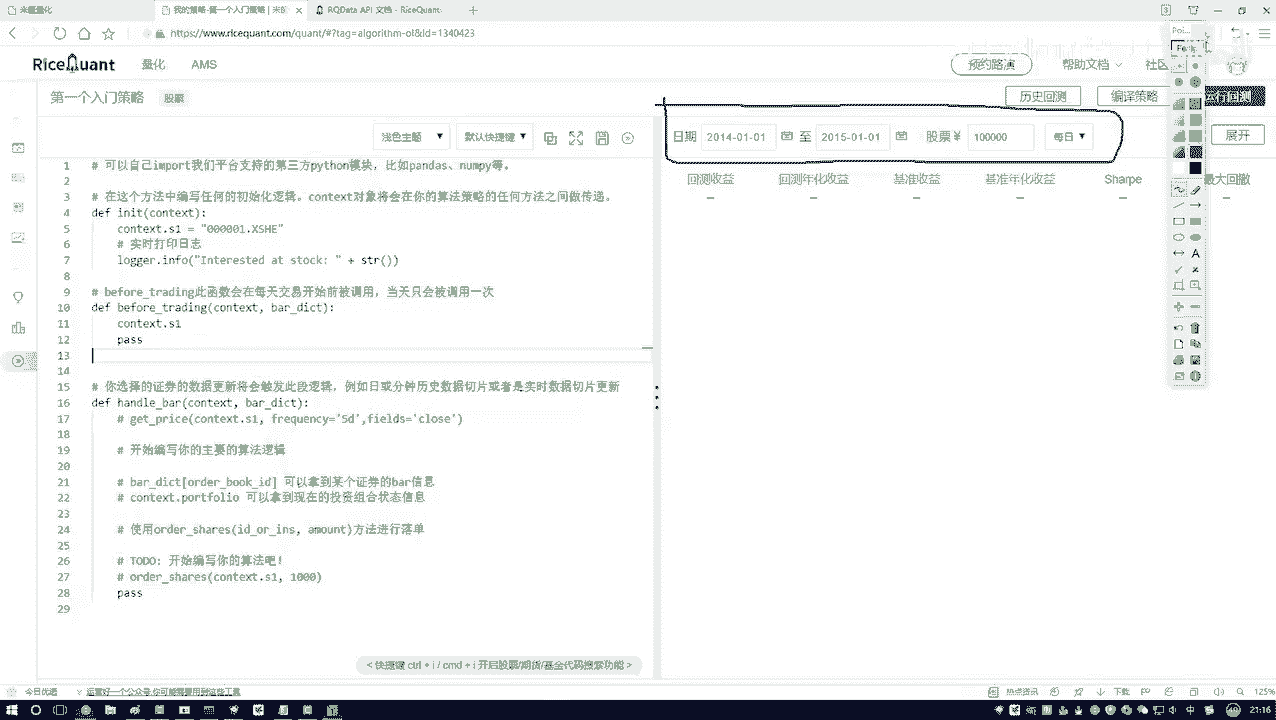 米筐量化
我的策略-第一个入门策略 | 米
RQData API 文档 - RiceQuant
https://www.ricequant.com/quant/#?tag=algorithm-of&id=1340423
RiceQuant 量化 AMS 预约路演 帮助文档 社区
第一个入门策略 股票 历史回测 编译策略
浅色主题 默认快捷键 日期 2014-01-01 至 2015-01-01 股票¥ 100000 每日 展开
回测收益 回测年化收益 基准收益 基准年化收益 Sharpe 最大回撤
1 # 可以自己import我们平台支持的第三方python模块，比如pandas、numpy等。
2
3 # 在这个方法中编写任何的初始化逻辑。context对象将会在你的算法策略的任何方法之间做传递。
4 def init(context):
5 context.s1 = "000001.XSHE"
6 # 实时打印日志
7 logger.info("Interested at stock: " + str())
8
9 # before_trading此函数会在每天交易开始前被调用，当天只会被调用一次
10 def before_trading(context, bar_dict):
11 context.s1
12 pass
13
14
15 # 你选择的证券的数据更新将会触发此段逻辑，例如日或分钟历史数据切片或者是实时数据切片更新
16 def handle_bar(context, bar_dict):
17 # get_price(context.s1, frequency='5d',fields='close')
18
19 # 开始编写你的主要的算法逻辑
20
21 # bar_dict[order_book_id] 可以拿到某个证券的bar信息
22 # context.portfolio 可以拿到现在的投资组合状态信息
23
24 # 使用order_shares(id_or_ins, amount)方法进行落单
25
26 # TODO: 开始编写你的算法吧！
27 # order_shares(context.s1, 1000)
28 pass
29
< 快捷键 ctrl + i / cmd + i 开启股票/期货/基金代码搜索功能 >
今日优选 热点资讯 下载 125%
21:16